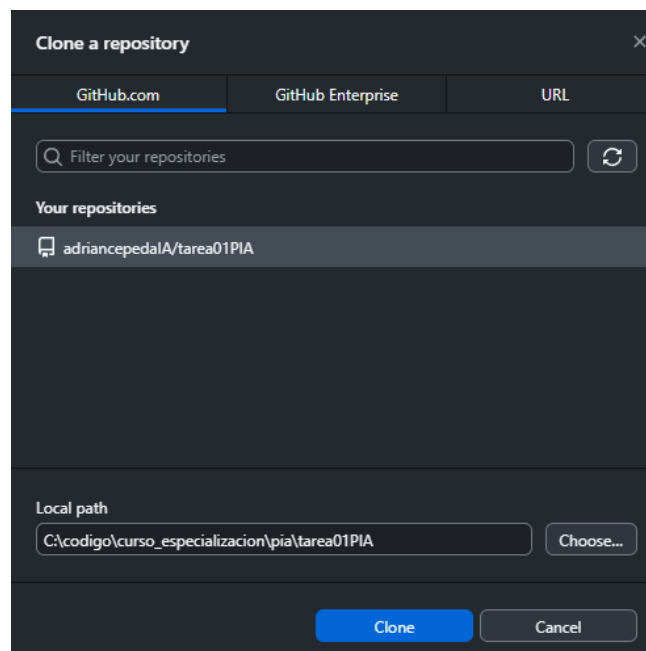 Clone a repository
GitHub.com GitHub Enterprise URL
Filter your repositories
Your repositories
adriancepedaIA/tarea01PIA
Local path
C:\codigo\curso_especializacion\pia\tarea01PIA Choose...
Clone Cancel